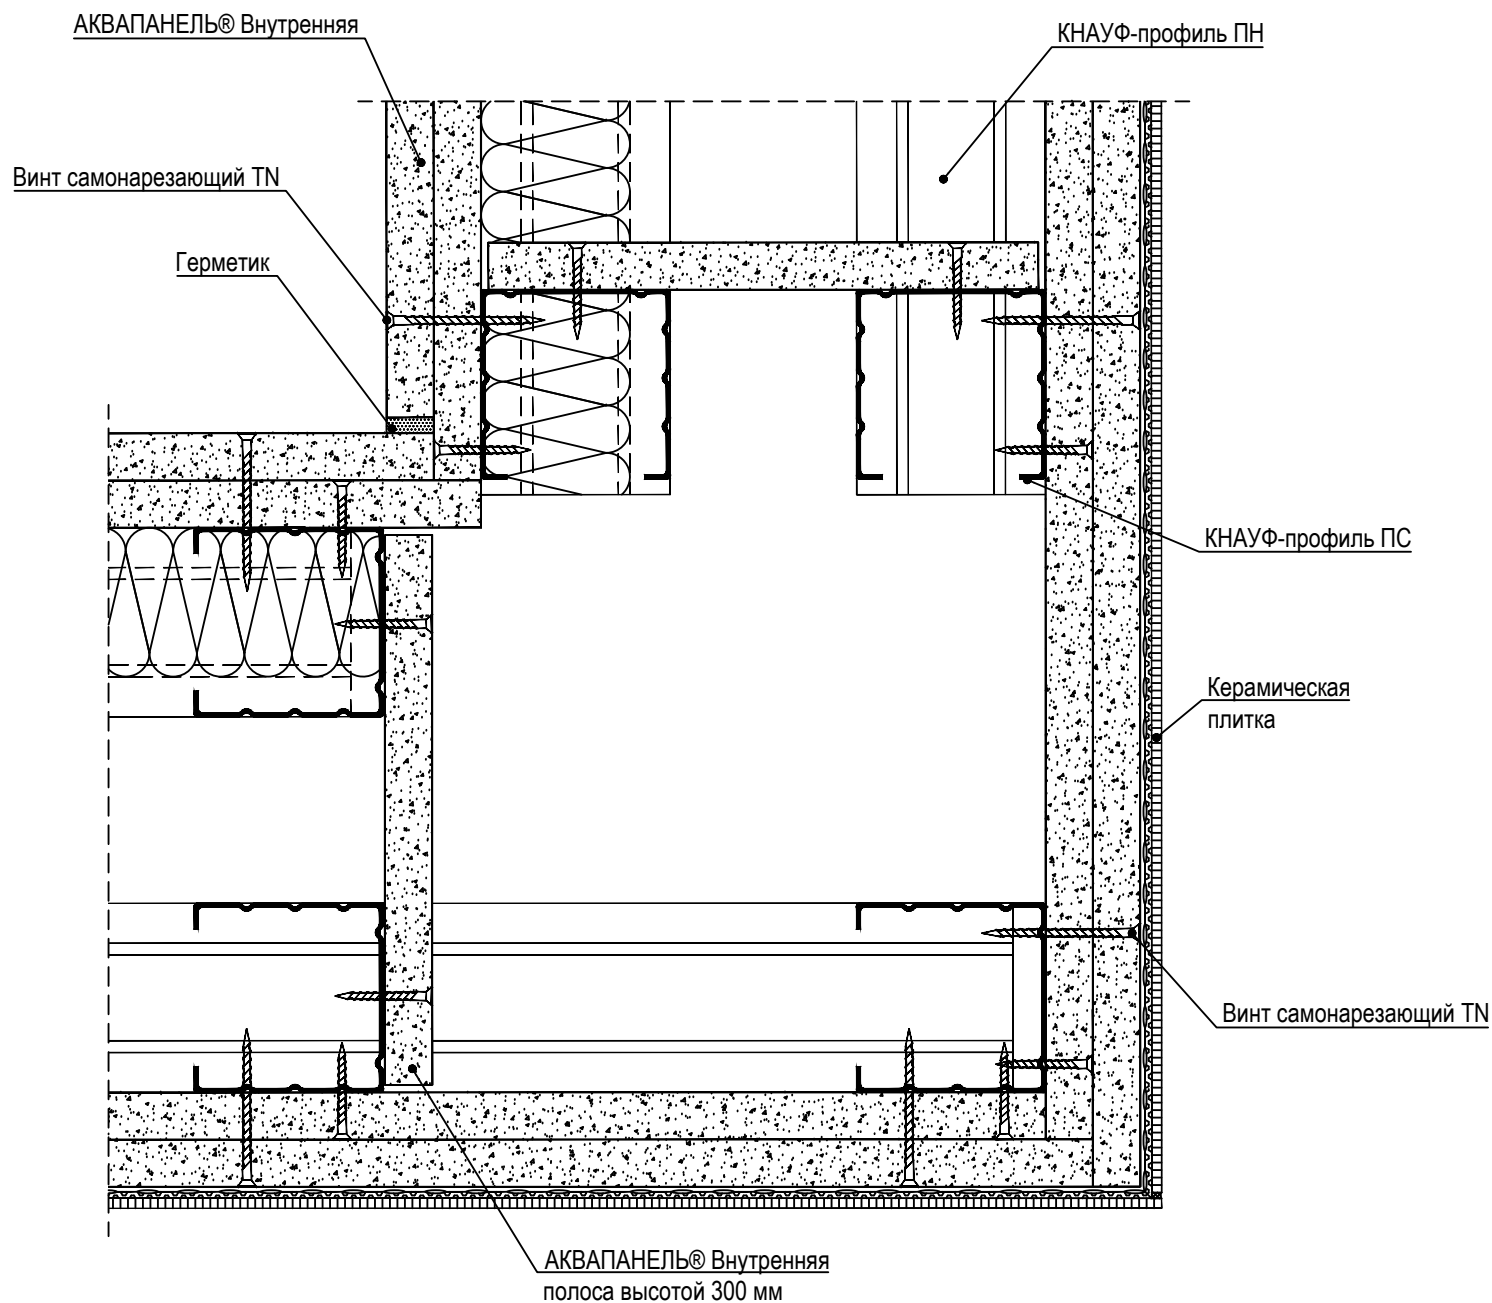 АКВАПАНЕЛЬ® Внутренняя
КНАУФ-профиль ПН
Винт самонарезающий TN
Герметик
КНАУФ-профиль ПС
Керамическая
плитка
Винт самонарезающий TN
АКВАПАНЕЛЬ® Внутренняя
полоса высотой 300 мм